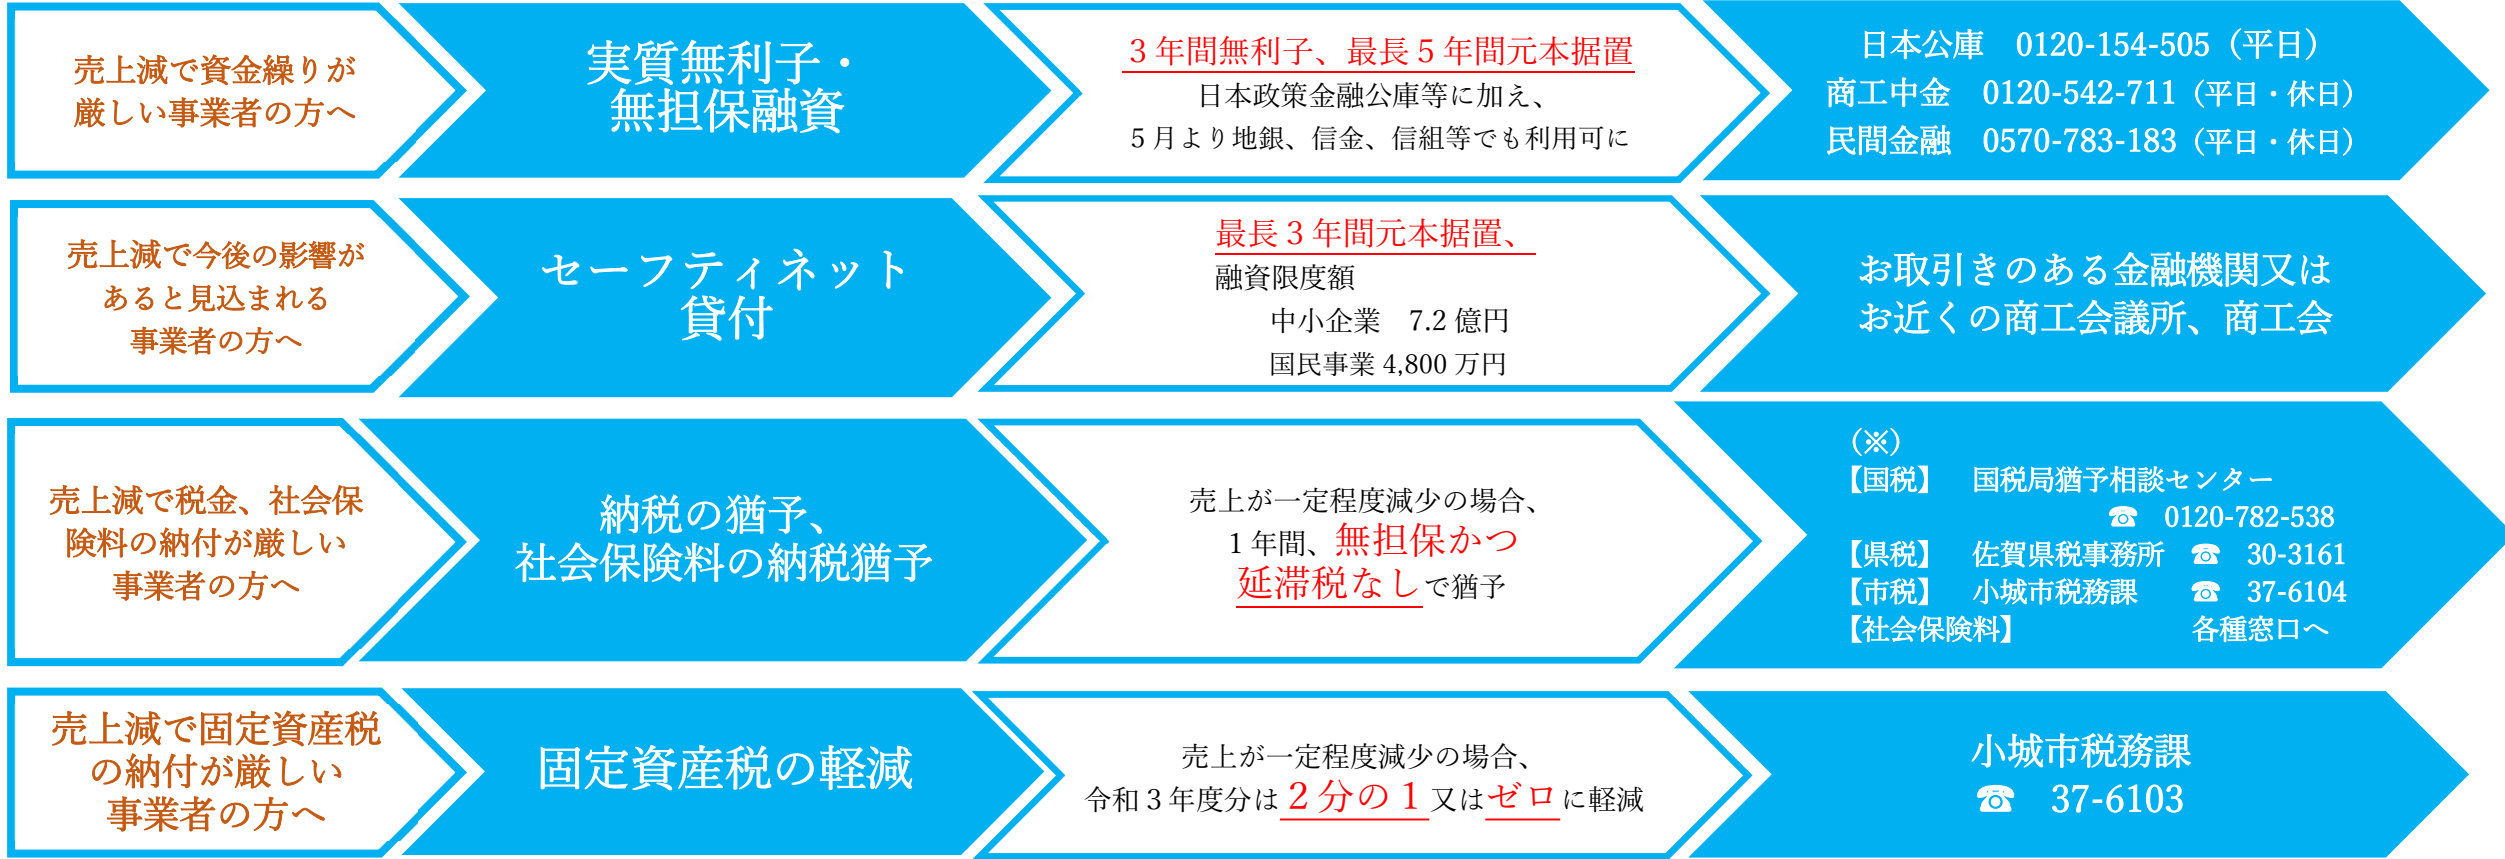 売上減で資金繰りが
厳しい事業者の方へ
実質無利子・
無担保融資
３年間無利子、最長５年間元本据置
日本政策金融公庫等に加え、
５月より地銀、信金、信組等でも利用可に
日本公庫　0120-154-505（平日）
商工中金　0120-542-711（平日・休日）
民間金融　0570-783-183（平日・休日）
売上減で今後の影響が
あると見込まれる
事業者の方へ
セーフティネット
貸付
最長３年間元本据置、
融資限度額
中小企業　7.2 億円
国民事業 4,800 万円
お取引きのある金融機関又は
お近くの商工会議所、商工会
売上減で税金、社会保
険料の納付が厳しい
事業者の方へ
納税の猶予、
社会保険料の納税猶予
売上が一定程度減少の場合、
１年間、無担保かつ
延滞税なしで猶予
（※）
【国税】　国税局猶予相談センター
☎　0120-782-538
【県税】　佐賀県税事務所　☎　30-3161
【市税】　小城市税務課　☎　37-6104
【社会保険料】　各種窓口へ
売上減で固定資産税
の納付が厳しい
事業者の方へ
固定資産税の軽減
売上が一定程度減少の場合、
令和３年度分は２分の１又はゼロに軽減
小城市税務課
☎　37-6103